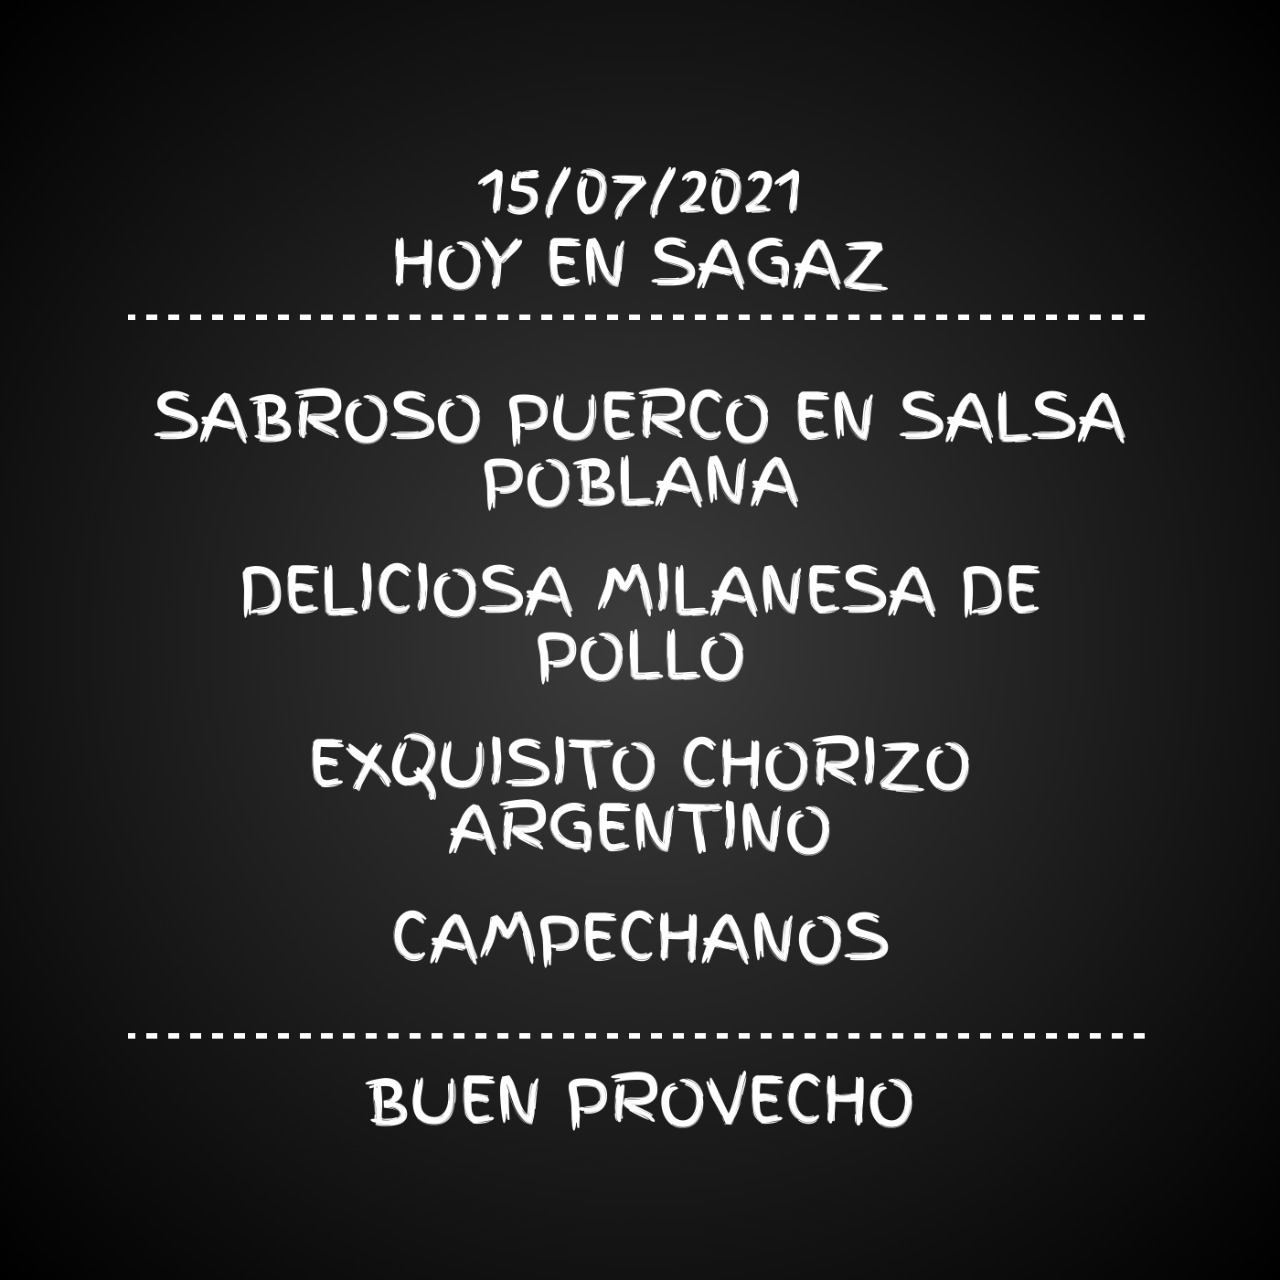 15/07/2021
HOY EN SAGAZ
SABROSO PUERCO EN SALSA
POBLANA
DELICIOSA MILANESA DE
POLLO
EXQUISITO CHORIZO
ARGENTINO
CAMPECHANOS
BUEN PROVECHO